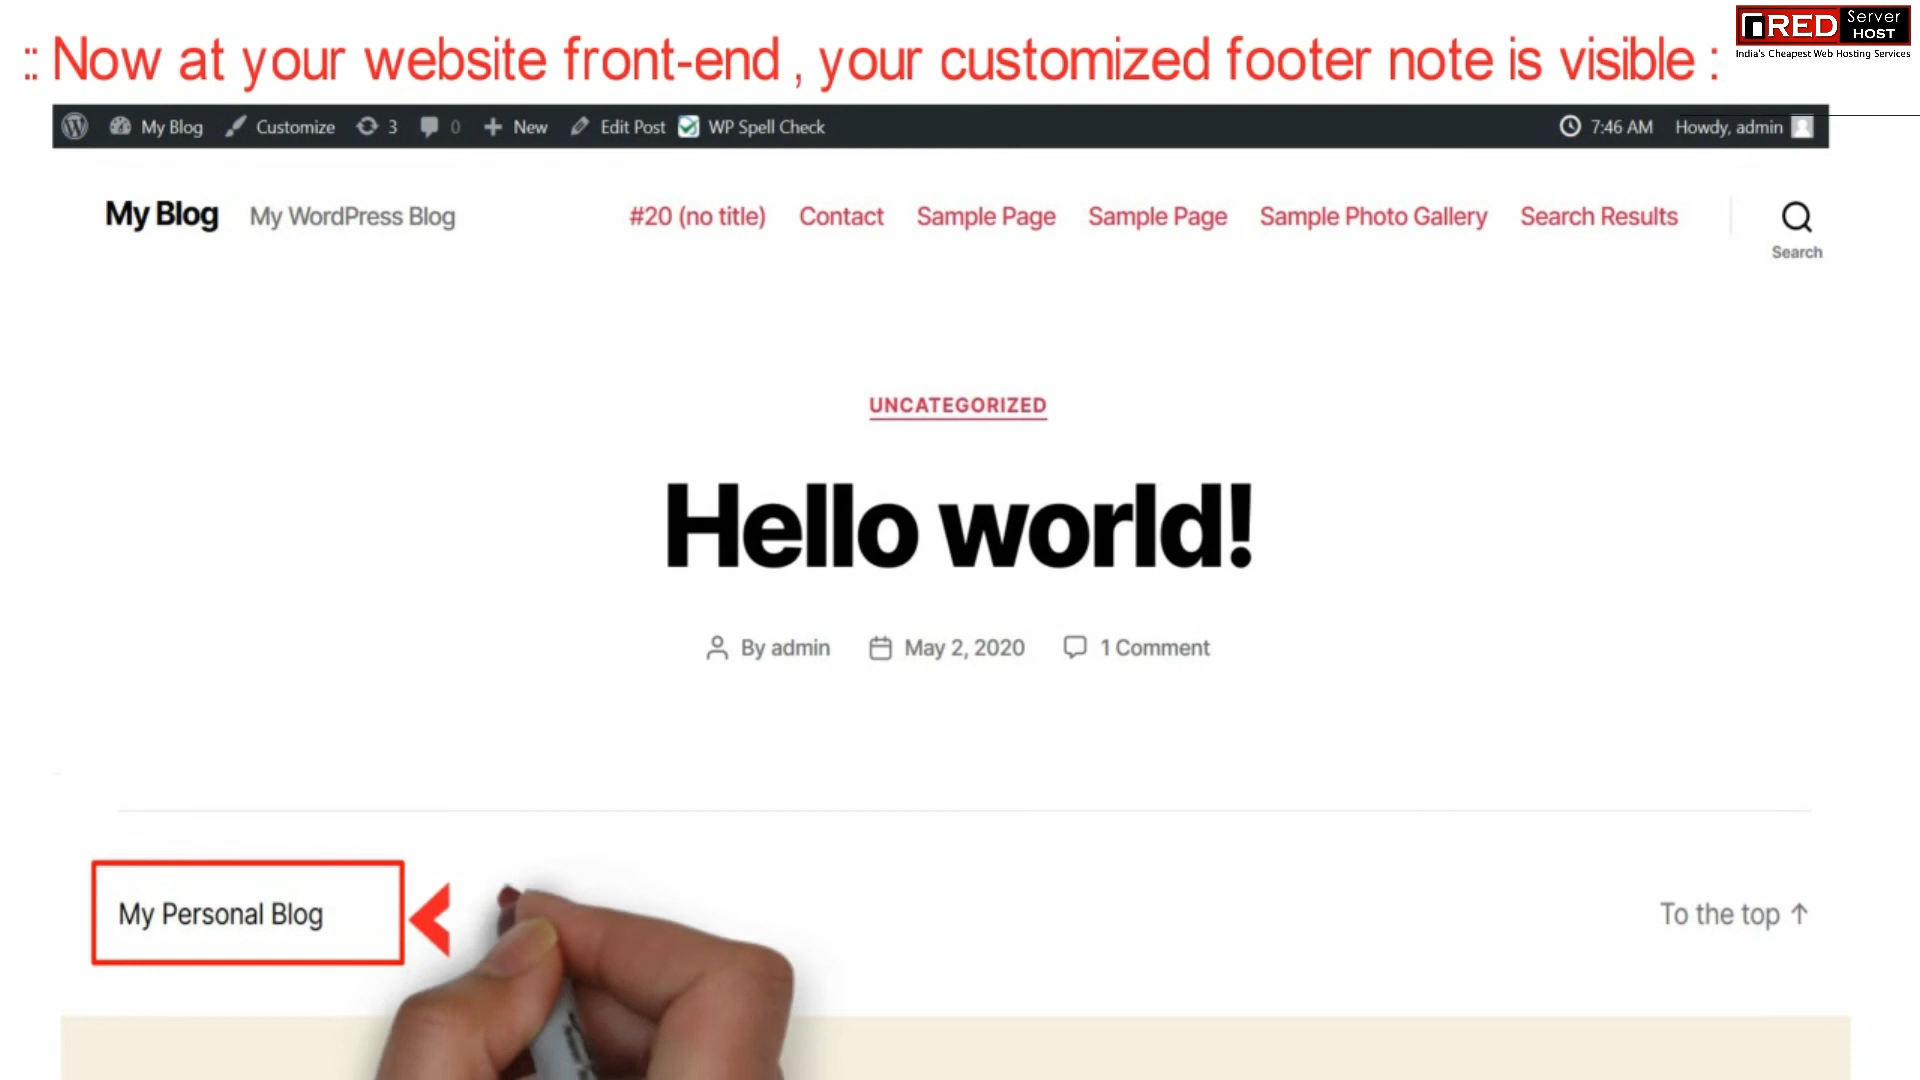 :: Now at your website front-end , your customized footer note is visible :
RED Server HOST
India's Cheapest Web Hosting Services
My Blog Customize 3 0 New Edit Post WP Spell Check 7:46 AM Howdy, admin
My Blog My WordPress Blog #20 (no title) Contact Sample Page Sample Page Sample Photo Gallery Search Results
Search
UNCATEGORIZED
Hello world!
By admin May 2, 2020 1 Comment
My Personal Blog To the top ↑